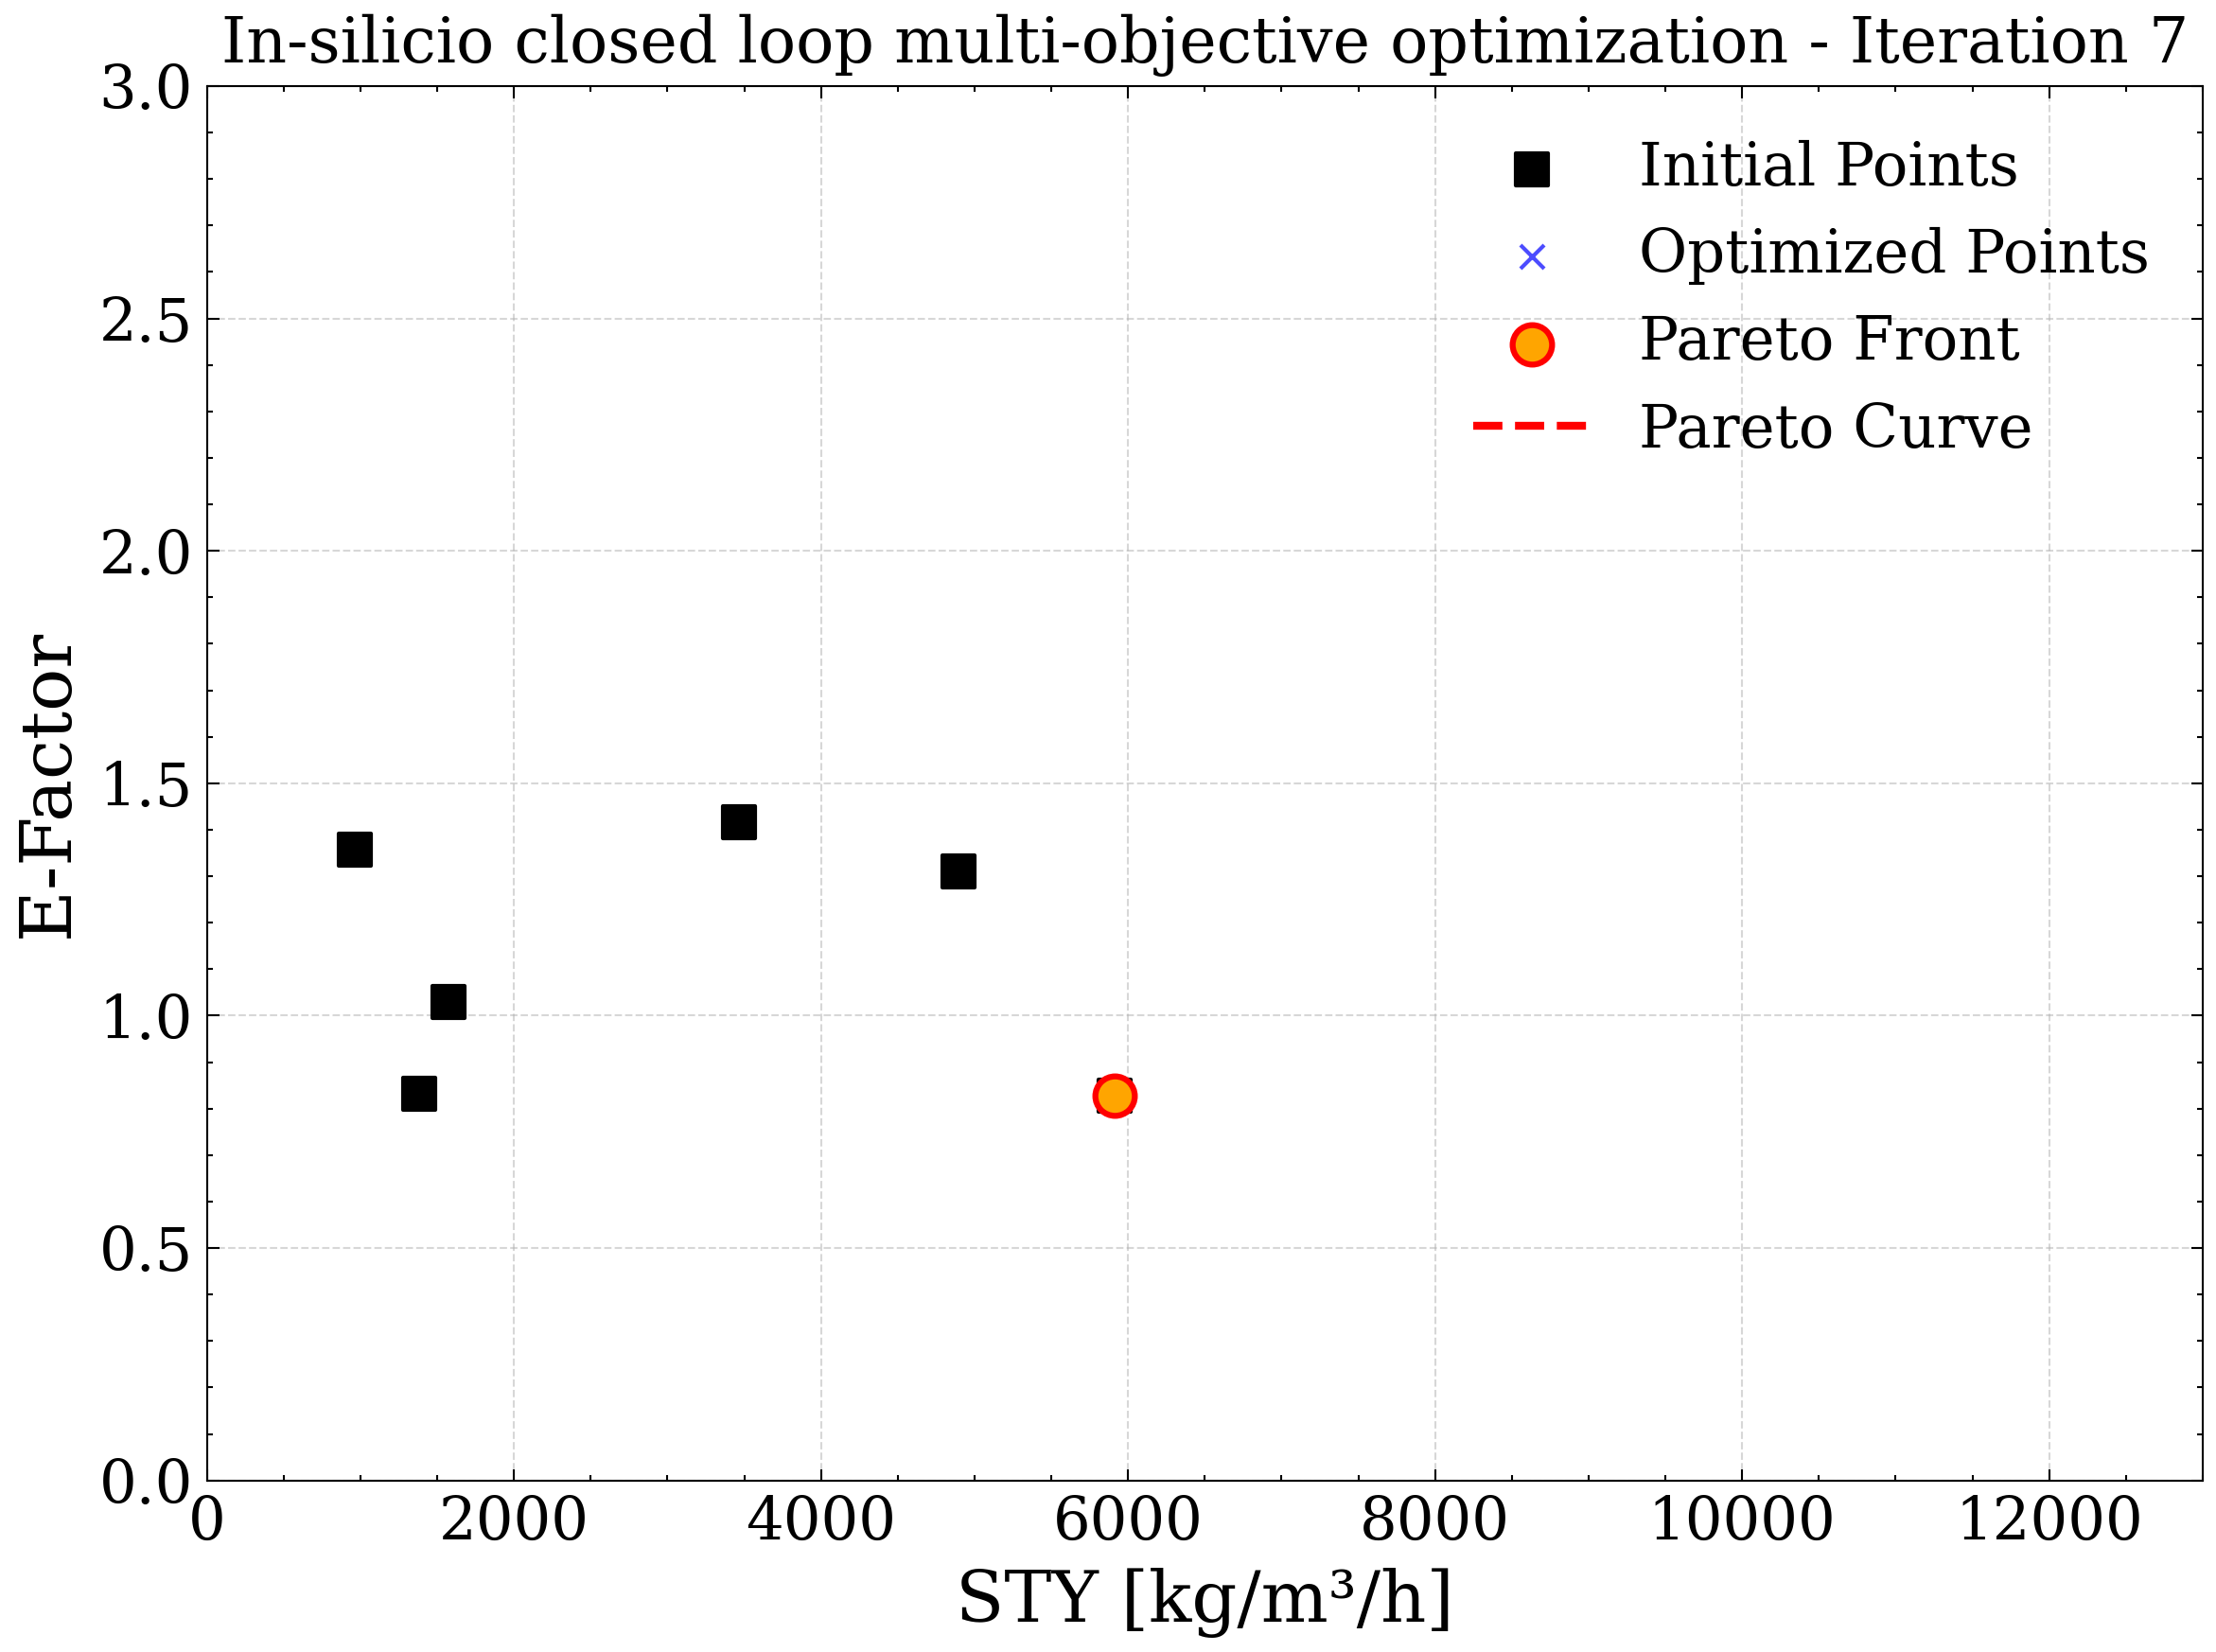 In-silicio closed loop multi-objective optimization - Iteration 7
3.0
2.5
2.0
1.5
1.0
0.5
0.0
E-Factor
Initial Points
Optimized Points
Pareto Front
Pareto Curve
0 2000 4000 6000 8000 10000 12000
STY [kg/m³/h]